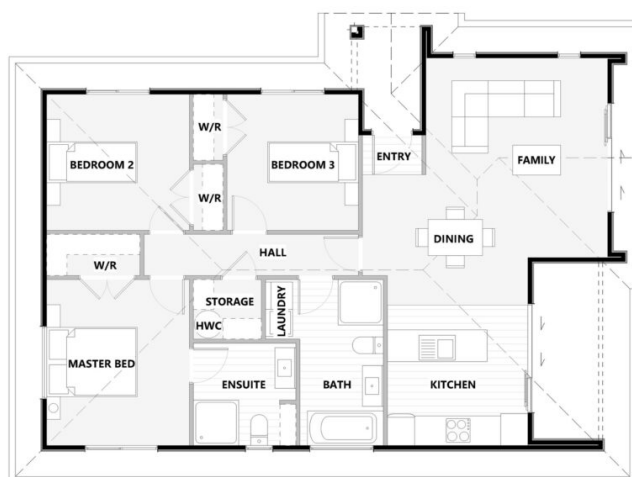 W/R
BEDROOM 2
BEDROOM 3
ENTRY
FAMILY
W/R
DINING
HALL
W/R
STORAGE
LAUNDRY
HWC
MASTER BED
ENSUITE
BATH
KITCHEN